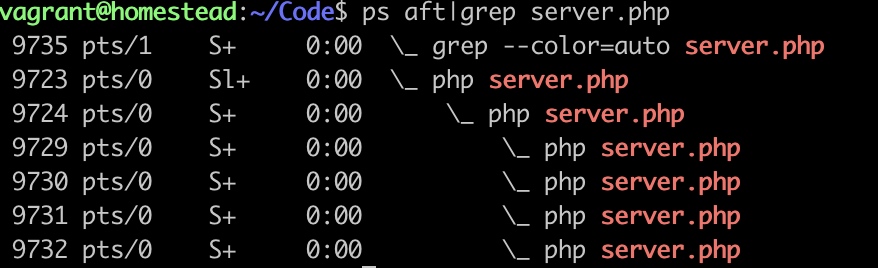 vagrant@homestead:~/Code$ ps aft|grep server.php
 9735 pts/1    S+     0:00  \_ grep --color=auto server.php
 9723 pts/0    Sl+    0:00  \_ php server.php
 9724 pts/0    S+     0:00      \_ php server.php
 9729 pts/0    S+     0:00          \_ php server.php
 9730 pts/0    S+     0:00          \_ php server.php
 9731 pts/0    S+     0:00          \_ php server.php
 9732 pts/0    S+     0:00          \_ php server.php